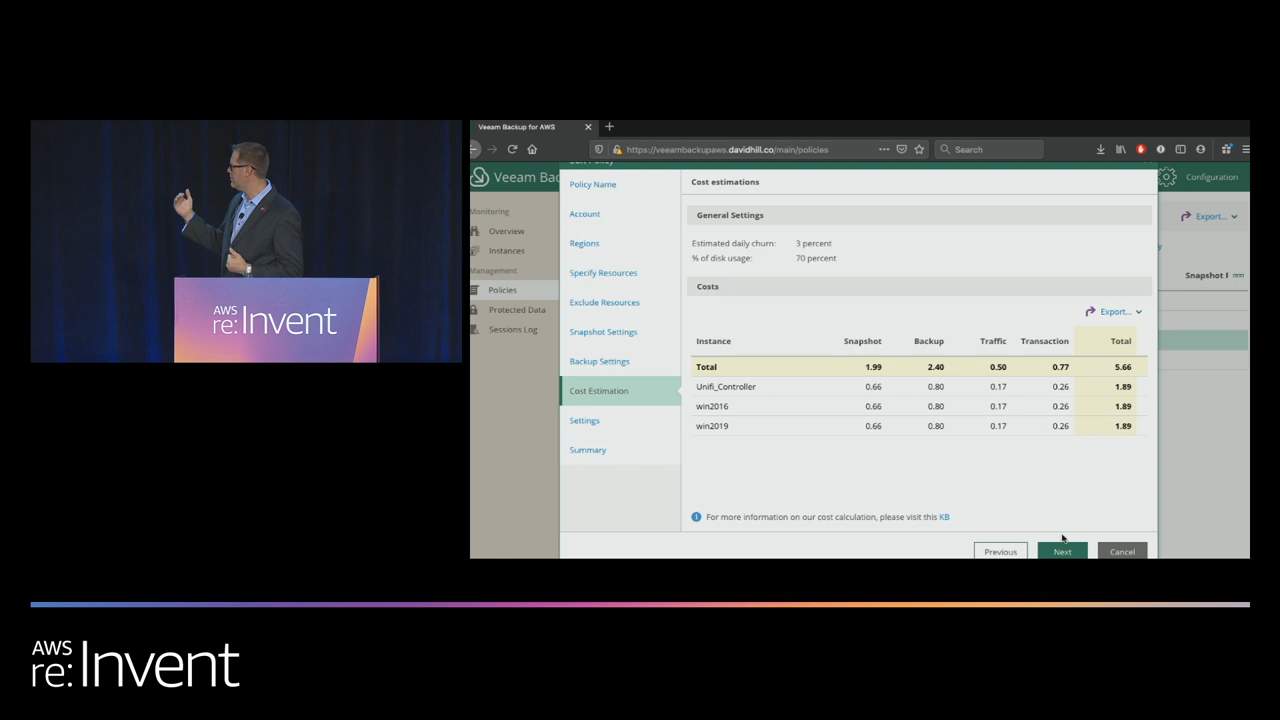 AWS
re:Invent
Veeam Backup for AWS
https://veeambackupaws.davidhill.co/main/policies
Search
Veeam Bac
Configuration
Monitoring
Overview
Instances
Management
Policies
Protected Data
Sessions Log
Policy Name
Account
Regions
Specify Resources
Exclude Resources
Snapshot Settings
Backup Settings
Cost Estimation
Settings
Summary
Cost estimations
General Settings
Estimated daily churn: 3 percent
% of disk usage: 70 percent
Costs
Export...
Instance Snapshot Backup Traffic Transaction Total
Total 1.99 2.40 0.50 0.77 5.66
Unifi_Controller 0.66 0.80 0.17 0.26 1.89
win2016 0.66 0.80 0.17 0.26 1.89
win2019 0.66 0.80 0.17 0.26 1.89
For more information on our cost calculation, please visit this KB
Previous Next Cancel
Export...
Snapshot
AWS
re:Invent